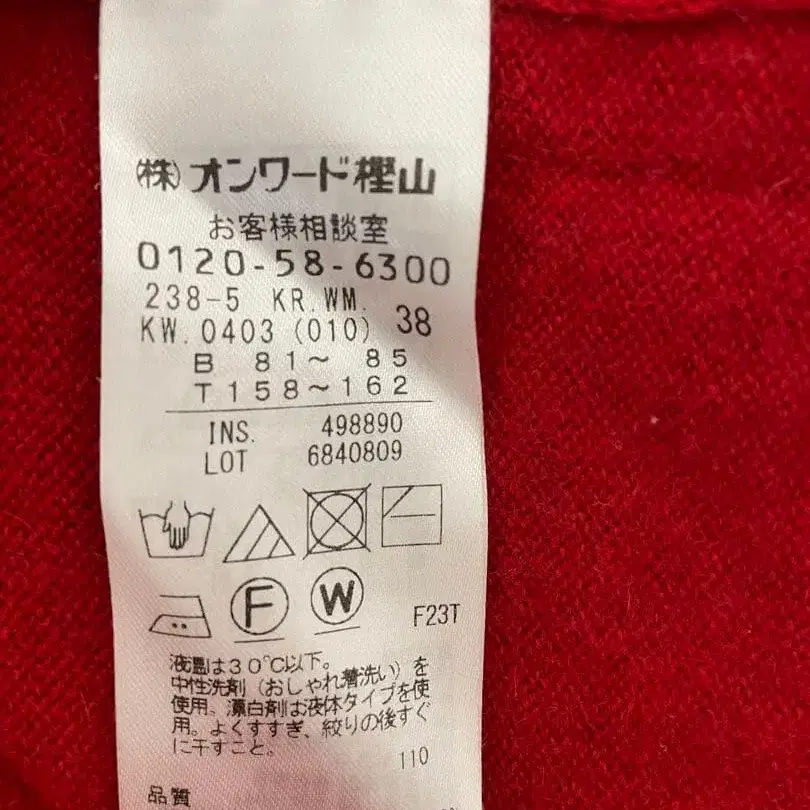 (株)オンワード樫山
お客様相談室
0120-58-6300
238-5 KR.WM.
KW.0403(010) 38
B 81～ 85
T158～162
INS. 498890
LOT 6840809
F W
F23T
液温は30℃以下。
中性洗剤(おしゃれ着洗い)を
使用。漂白剤は液体タイプを使
用。よくすすぎ、絞りの後すぐ
に干すこと。
110
品質